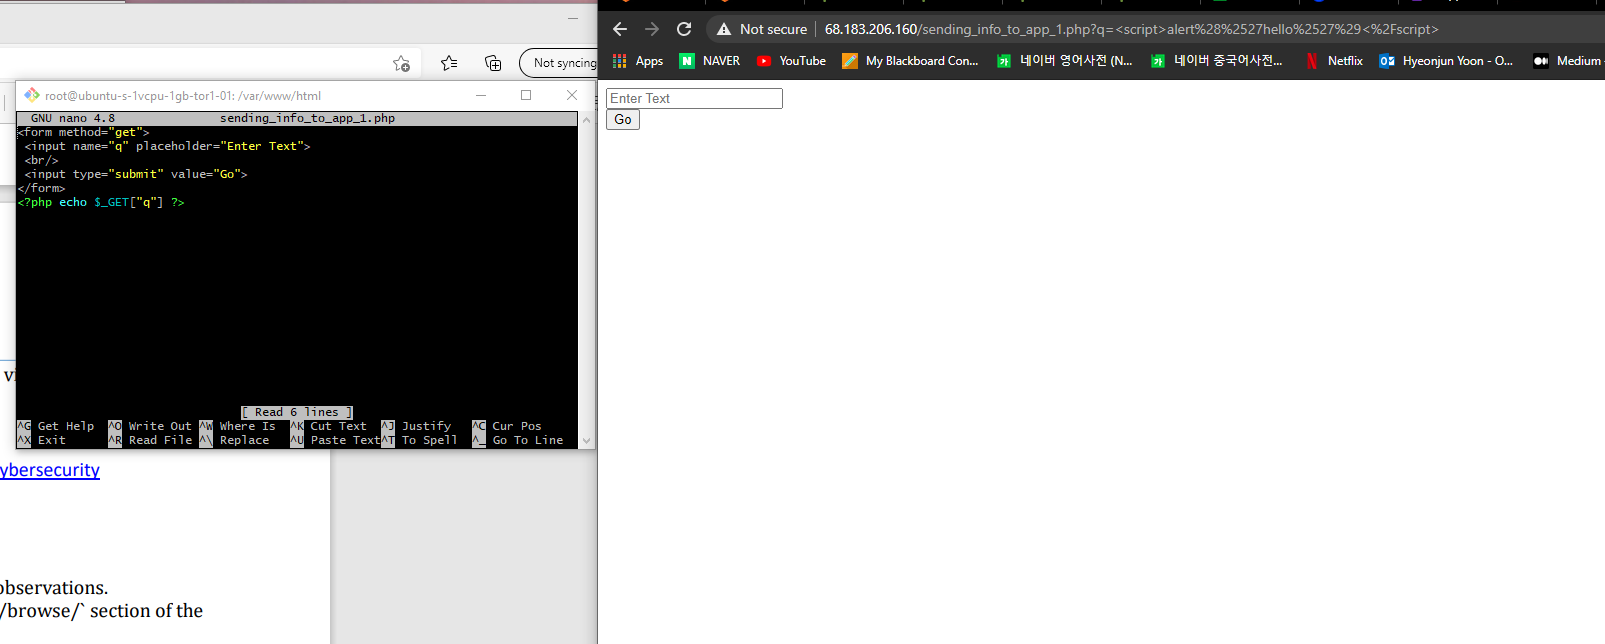 Not syncing
root@ubuntu-s-1vcpu-1gb-tor1-01: /var/www/html
GNU nano 4.8 sending_info_to_app_1.php
<form method="get">
<input name="q" placeholder="Enter Text">
<br/>
<input type="submit" value="Go">
</form>
<?php echo $_GET["q"] ?>
[ Read 6 lines ]
^G Get Help ^O Write Out ^W Where Is ^K Cut Text ^J Justify ^C Cur Pos
^X Exit ^R Read File ^\ Replace ^U Paste Text ^T To Spell ^_ Go To Line
ybersecurity
observations.
/browse/` section of the
Not secure 68.183.206.160/sending_info_to_app_1.php?q=<script>alert%28%2527hello%2527%29<%2Fscript>
Apps NAVER YouTube My Blackboard Con... 네이버 영어사전 (N... 네이버 중국어사전... Netflix Hyeonjun Yoon - O... Medium
Enter Text
Go